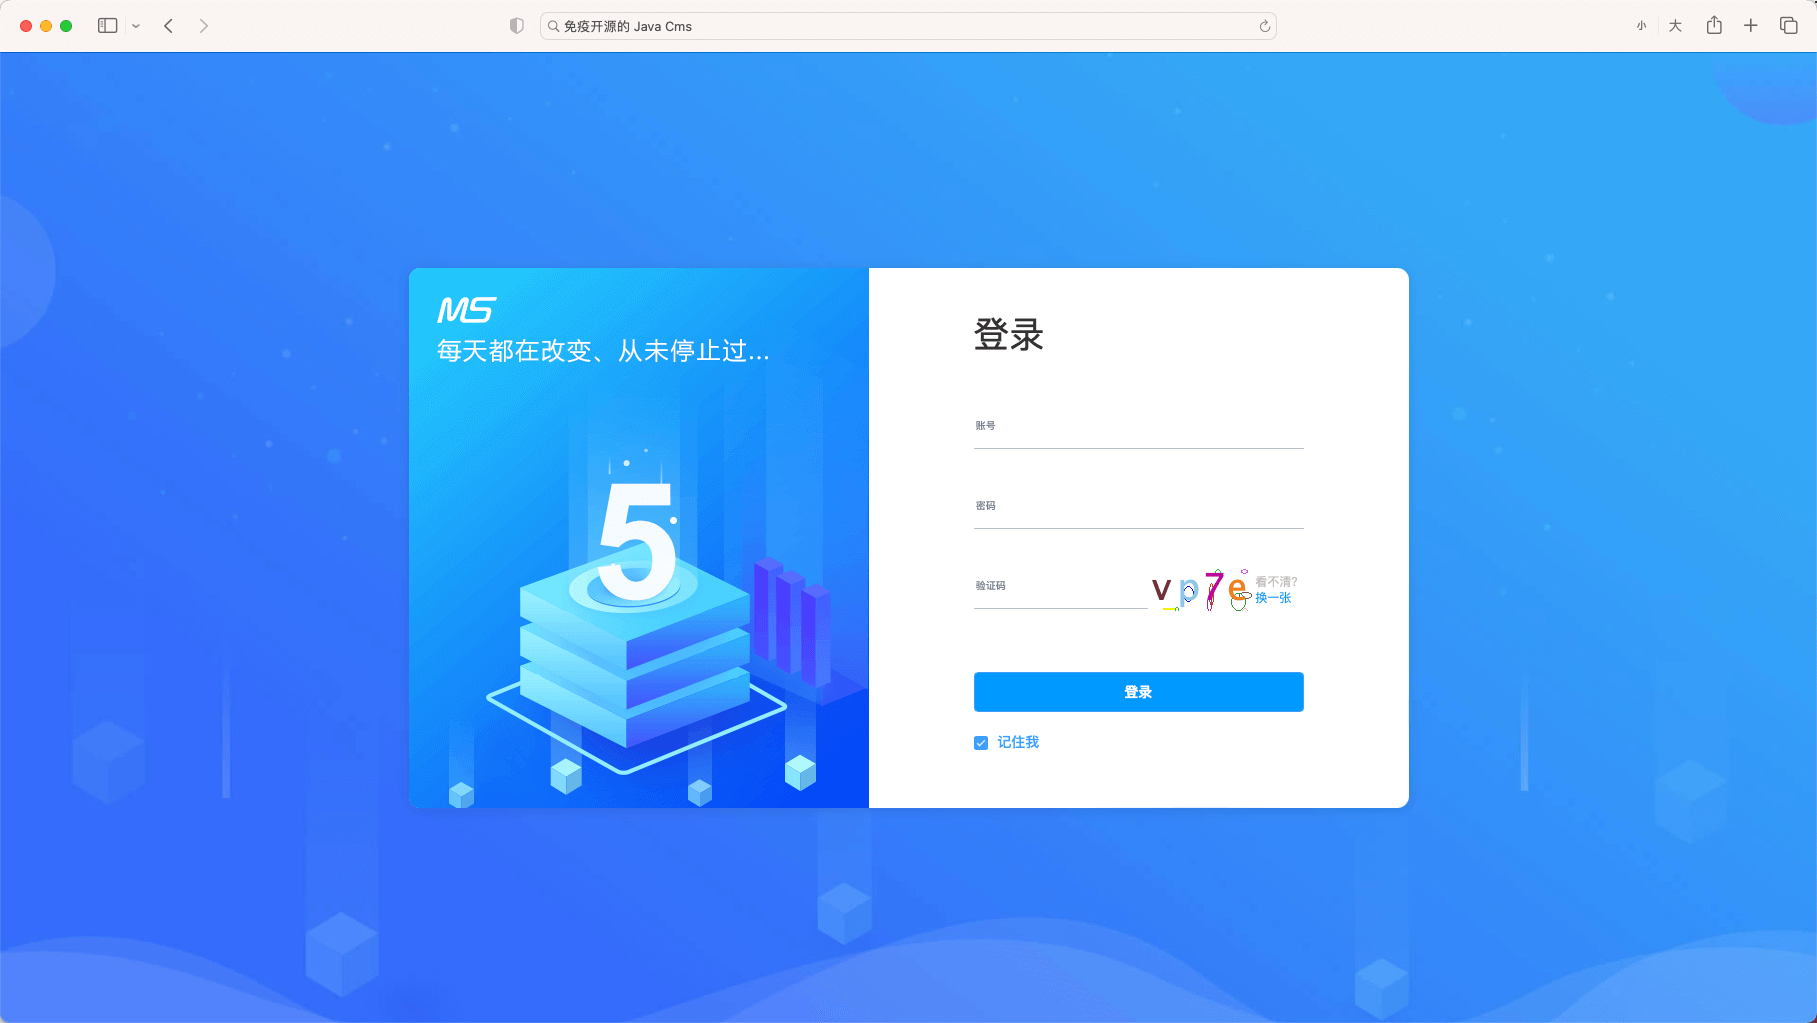 免疫开源的 Java Cms
小 大
MS
每天都在改变、从未停止过...
5
登录
账号
密码
验证码
vp7e
看不清?
换一张
登录
记住我